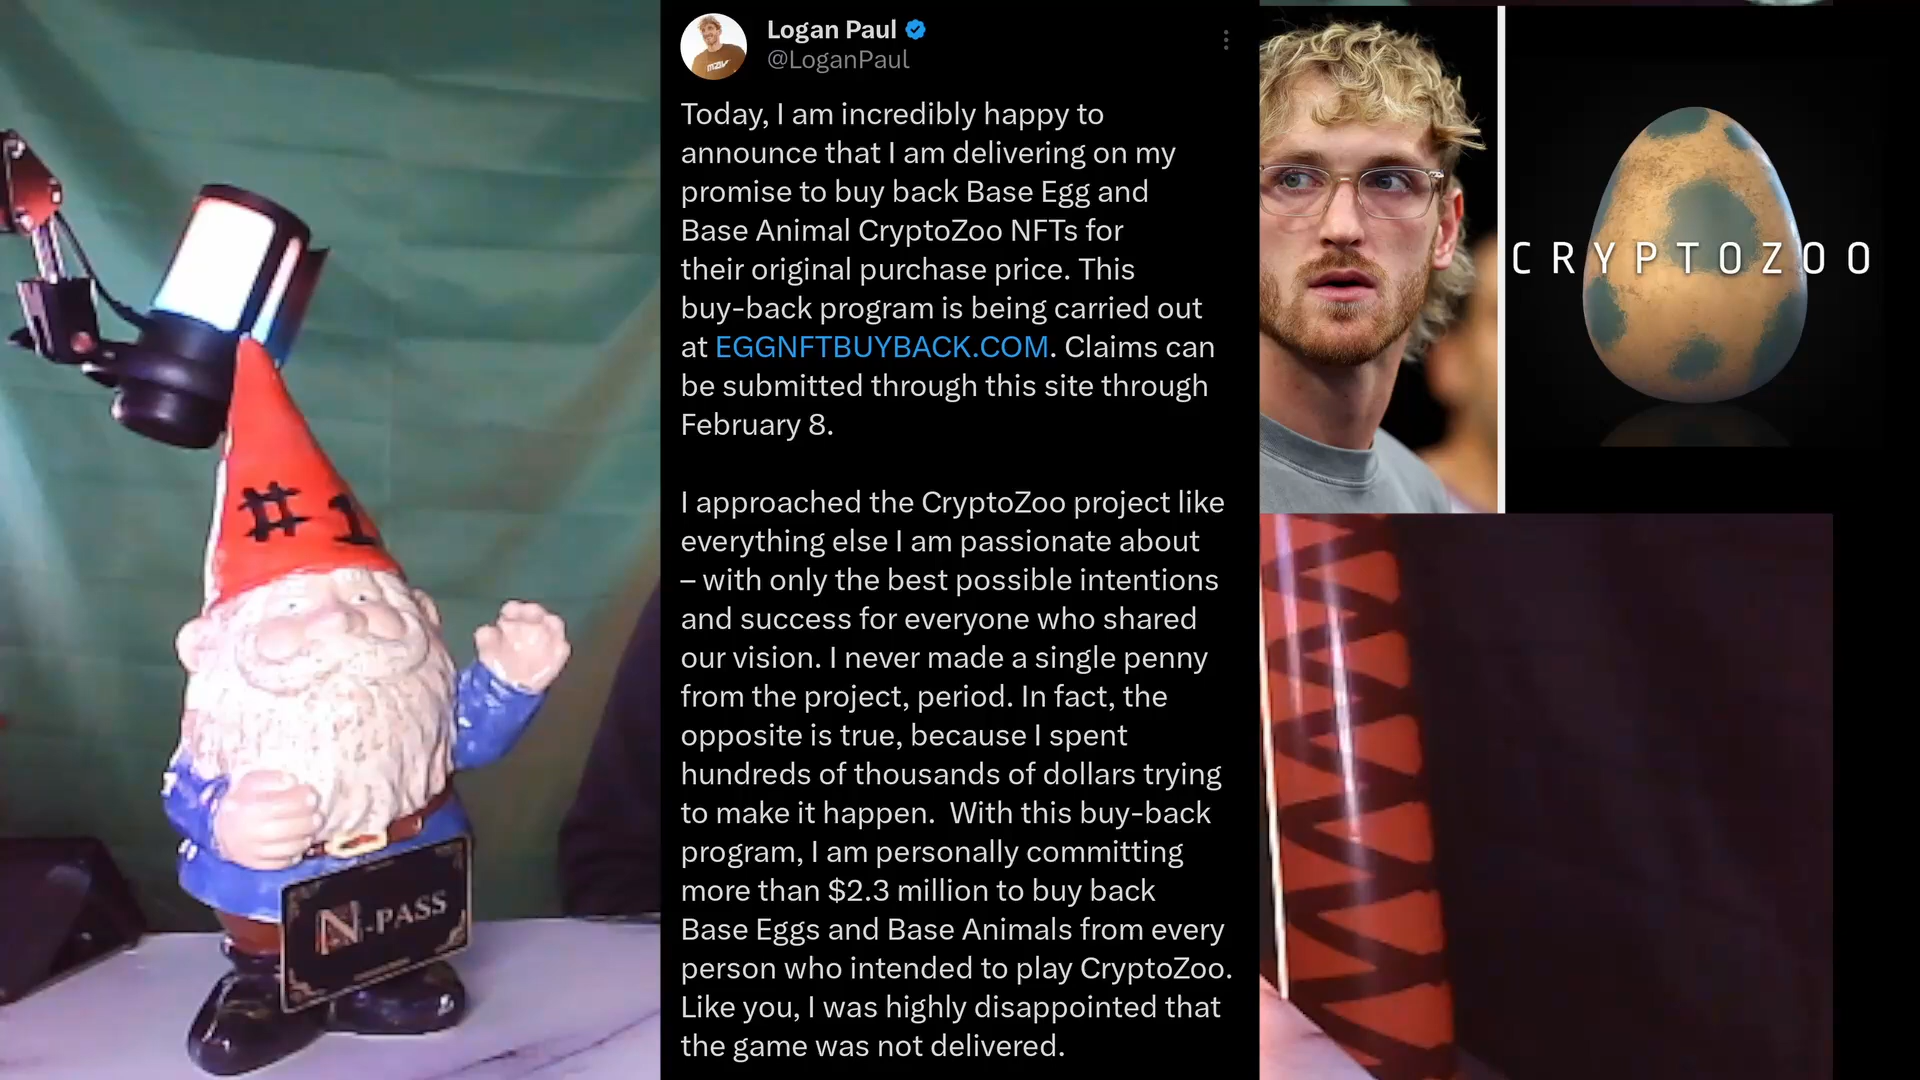 #1
N-PASS
Logan Paul
@LoganPaul
Today, I am incredibly happy to
announce that I am delivering on my
promise to buy back Base Egg and
Base Animal CryptoZoo NFTs for
their original purchase price. This
buy-back program is being carried out
at EGGNFTBUYBACK.COM. Claims can
be submitted through this site through
February 8.
I approached the CryptoZoo project like
everything else I am passionate about
– with only the best possible intentions
and success for everyone who shared
our vision. I never made a single penny
from the project, period. In fact, the
opposite is true, because I spent
hundreds of thousands of dollars trying
to make it happen.  With this buy-back
program, I am personally committing
more than $2.3 million to buy back
Base Eggs and Base Animals from every
person who intended to play CryptoZoo.
Like you, I was highly disappointed that
the game was not delivered.
CRYPTOZOO